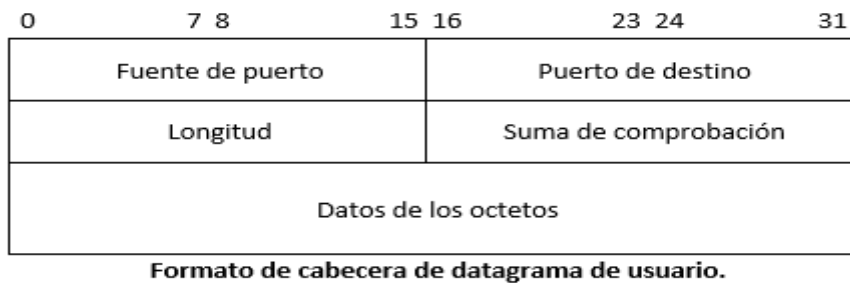 0 7 8 15 16 23 24 31
Fuente de puerto Puerto de destino
Longitud Suma de comprobación
Datos de los octetos
Formato de cabecera de datagrama de usuario.